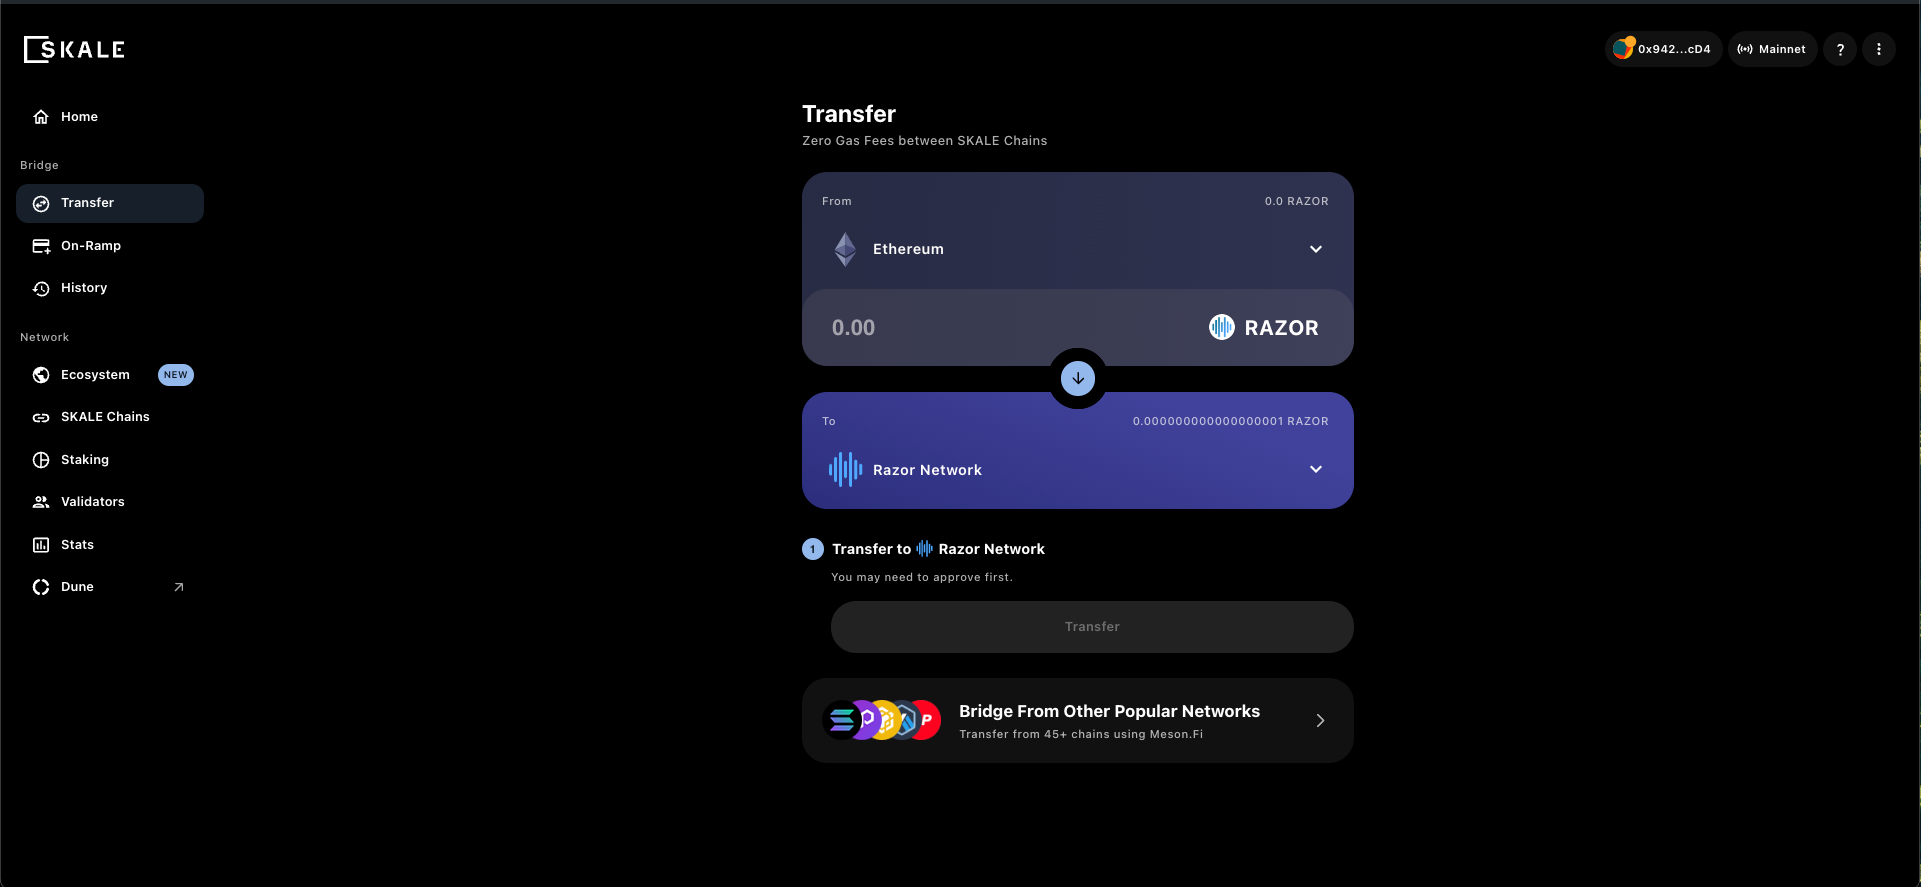 SKALE
0x942...cD4
Mainnet
?
Home
Bridge
Transfer
On-Ramp
History
Network
Ecosystem NEW
SKALE Chains
Staking
Validators
Stats
Dune
Transfer
Zero Gas Fees between SKALE Chains
From 0.0 RAZOR
Ethereum
0.00 RAZOR
To 0.000000000000000001 RAZOR
Razor Network
1 Transfer to Razor Network
You may need to approve first.
Transfer
P
Bridge From Other Popular Networks
Transfer from 45+ chains using Meson.Fi